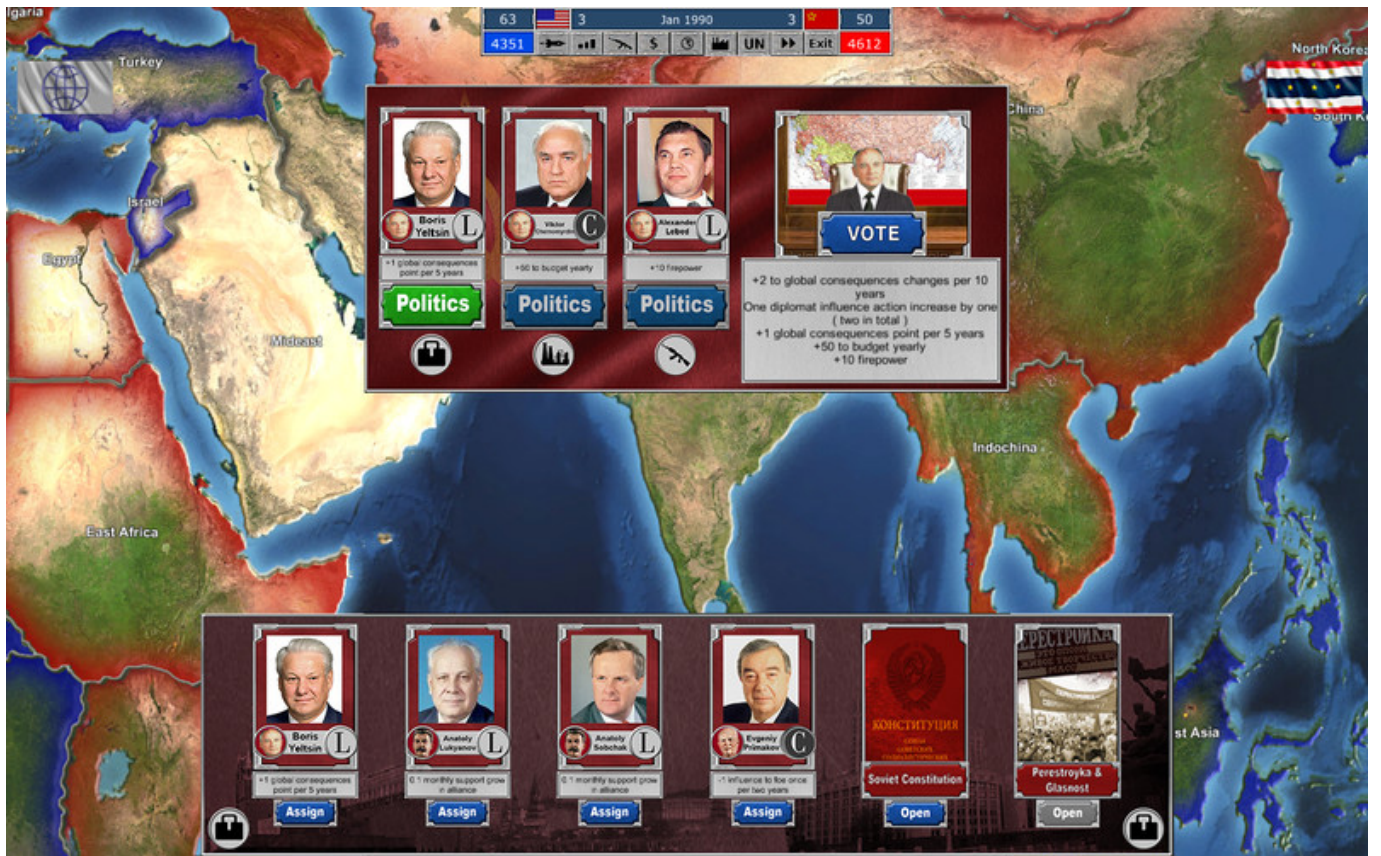 lgaria
63
3
Jan 1990
3
50
4351
$
UN
Exit
4612
Turkey
North Korea
China
South K
Israel
Egypt
Mideast
Boris
Yeltsin
L
+1 global consequences
point per 5 years
Politics
Viktor
C
+50 to budget yearly
Politics
Alexander
Lebed
L
+10 firepower
Politics
VOTE
+2 to global consequences changes per 10
years
One diplomat influence action increase by one
( two in total )
+1 global consequences point per 5 years
+50 to budget yearly
+10 firepower
Indochina
East Africa
st Asia
Boris
Yeltsin
L
+1 global consequences
point per 5 years
Assign
Anatoly
Lukyanov
L
0.1 monthly support grow
in alliance
Assign
Anatoly
Sobchak
L
0.1 monthly support grow
in alliance
Assign
Evgeniy
Primakov
C
-1 influence to foe once
per two years
Assign
КОНСТИТУЦИЯ
Soviet Constitution
Open
ЕРЕСТРОЙКА
Perestroyka &
Glasnost
Open